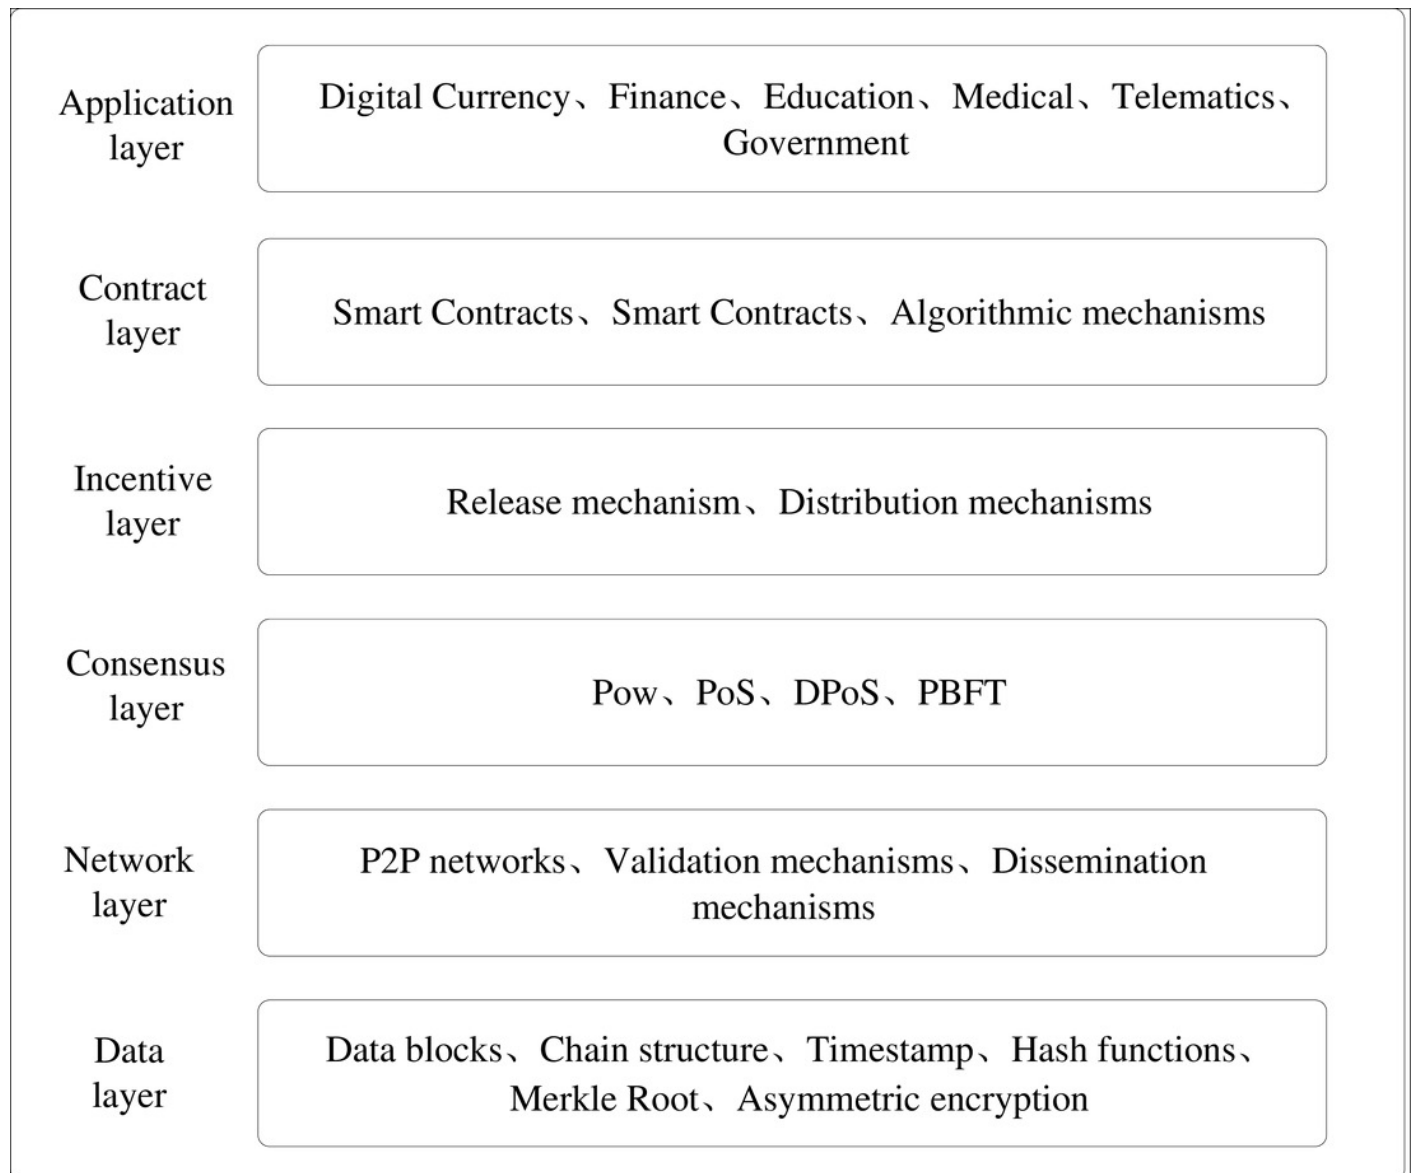 Application
layer
Digital Currency、Finance、Education、Medical、Telematics、
Government
Contract
layer
Smart Contracts、Smart Contracts、Algorithmic mechanisms
Incentive
layer
Release mechanism、Distribution mechanisms
Consensus
layer
Pow、PoS、DPoS、PBFT
Network
layer
P2P networks、Validation mechanisms、Dissemination
mechanisms
Data
layer
Data blocks、Chain structure、Timestamp、Hash functions、
Merkle Root、Asymmetric encryption